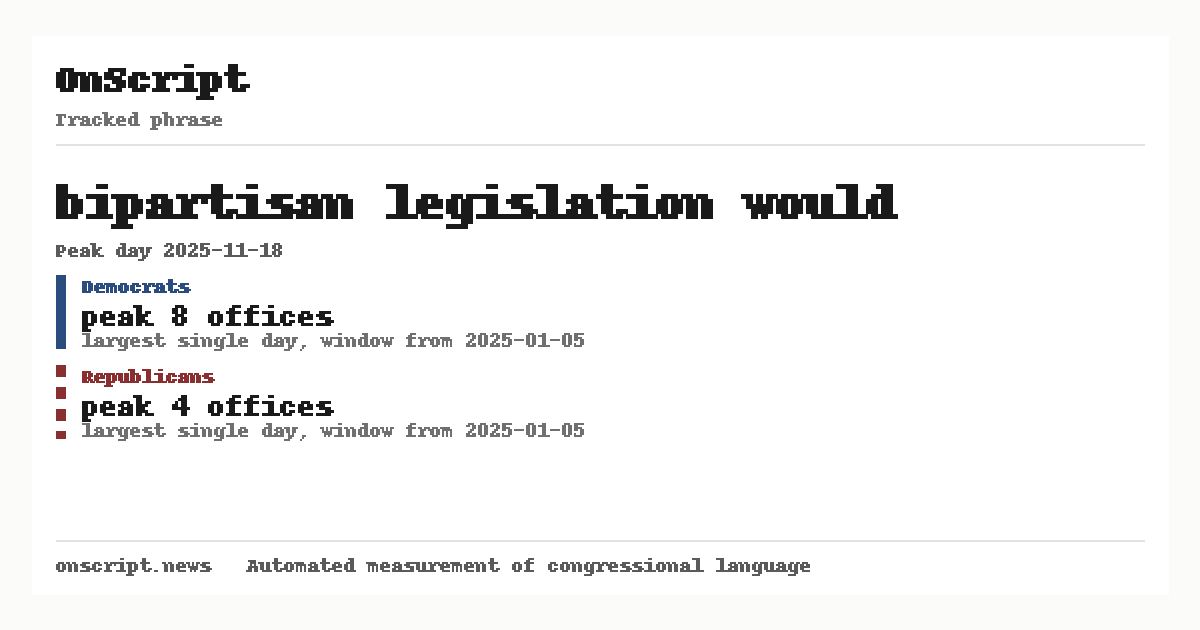 OnScript
Tracked phrase
bipartisan legislation would
Peak day 2025-11-18
Democrats
peak 8 offices
largest single day, window from 2025-01-05
Republicans
peak 4 offices
largest single day, window from 2025-01-05
onscript.news Automated measurement of congressional language